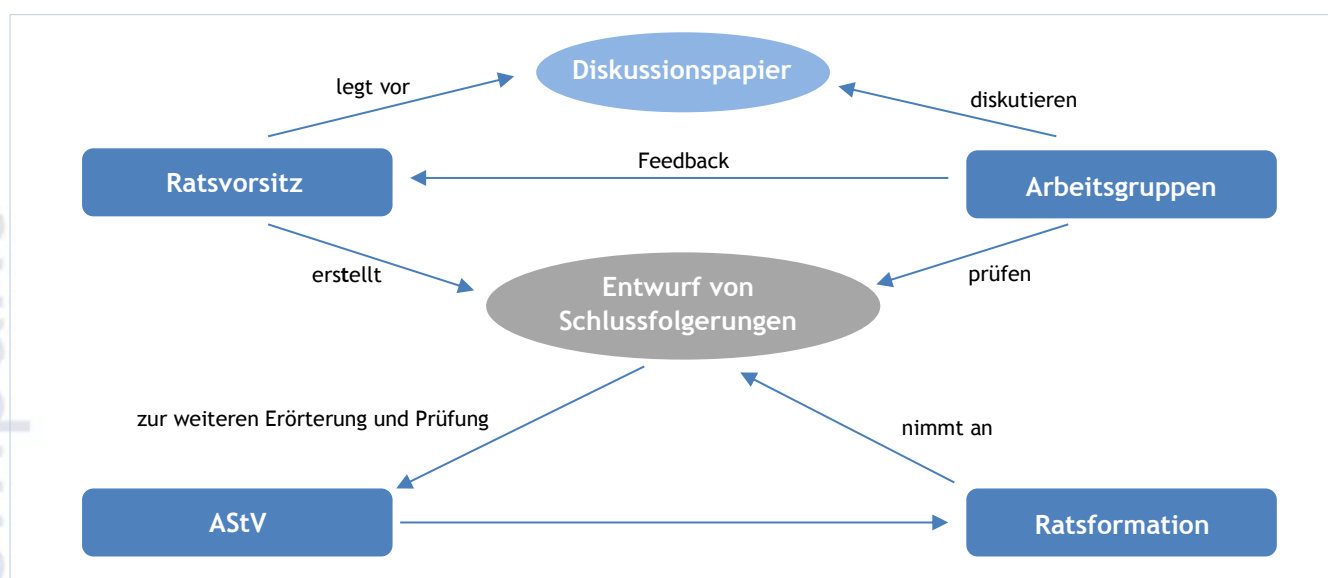 Diskussionspapier
legt vor
diskutieren
Feedback
Ratsvorsitz
Arbeitsgruppen
erstellt
prüfen
Entwurf von
Schlussfolgerungen
zur weiteren Erörterung und Prüfung
nimmt an
AStV
Ratsformation